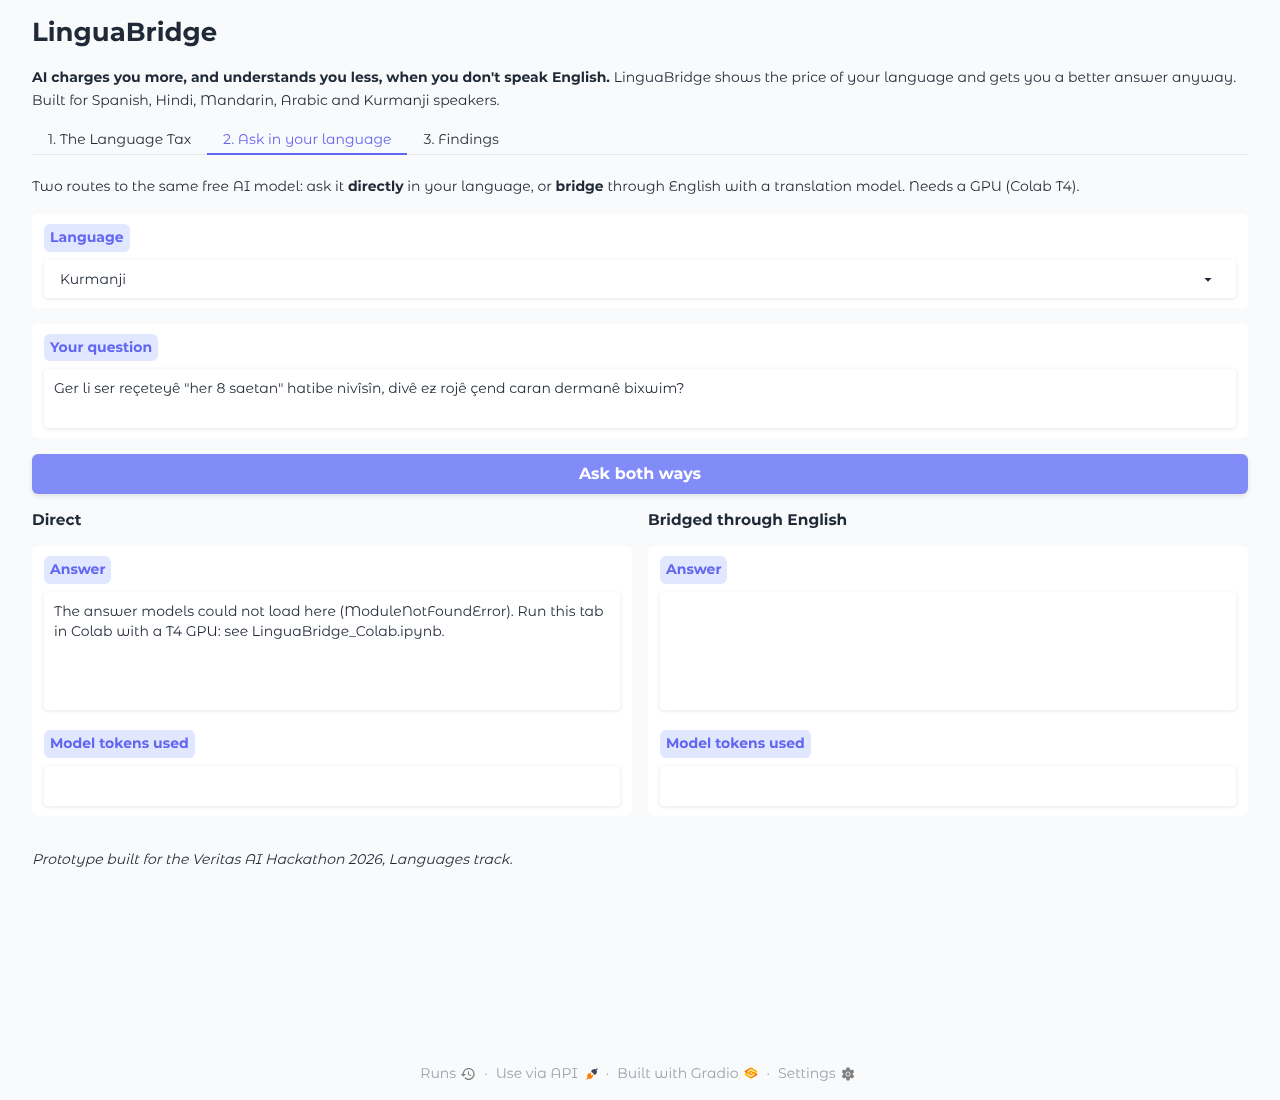 LinguaBridge
AI charges you more, and understands you less, when you don't speak English. LinguaBridge shows the price of your language and gets you a better answer anyway.
Built for Spanish, Hindi, Mandarin, Arabic and Kurmanji speakers.
1. The Language Tax
2. Ask in your language
3. Findings
Two routes to the same free AI model: ask it directly in your language, or bridge through English with a translation model. Needs a GPU (Colab T4).
Language
Kurmanji
Your question
Ger li ser reçeteyê "her 8 saetan" hatibe nivîsîn, divê ez rojê çend caran dermanê bixwim?
Ask both ways
Direct
Answer
The answer models could not load here (ModuleNotFoundError). Run this tab
in Colab with a T4 GPU: see LinguaBridge_Colab.ipynb.
Model tokens used
Bridged through English
Answer
Model tokens used
Prototype built for the Veritas AI Hackathon 2026, Languages track.
Runs · Use via API · Built with Gradio · Settings